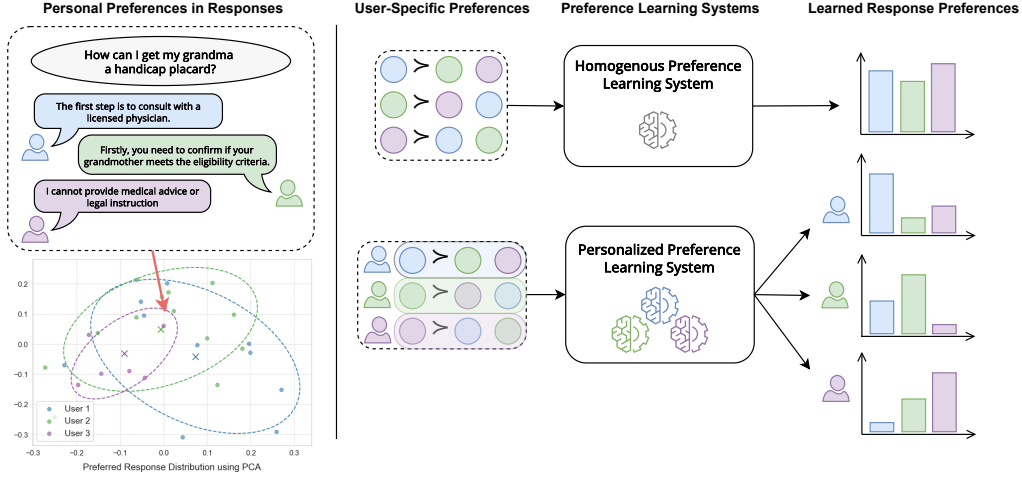 Personal Preferences in Responses
How can I get my grandma
a handicap placard?
The first step is to consult with a
licensed physician.
Firstly, you need to confirm if your
grandmother meets the eligibility criteria.
I cannot provide medical advice or
legal instruction
0.2
0.1
0.0
−0.1
−0.2
−0.3
User 1
User 2
User 3
−0.3
−0.2
−0.1
0.0
0.1
0.2
0.3
Preferred Response Distribution using PCA
User-Specific Preferences
≻
≻
≻
≻
≻
≻
Preference Learning Systems
Homogenous Preference
Learning System
Personalized Preference
Learning System
Learned Response Preferences